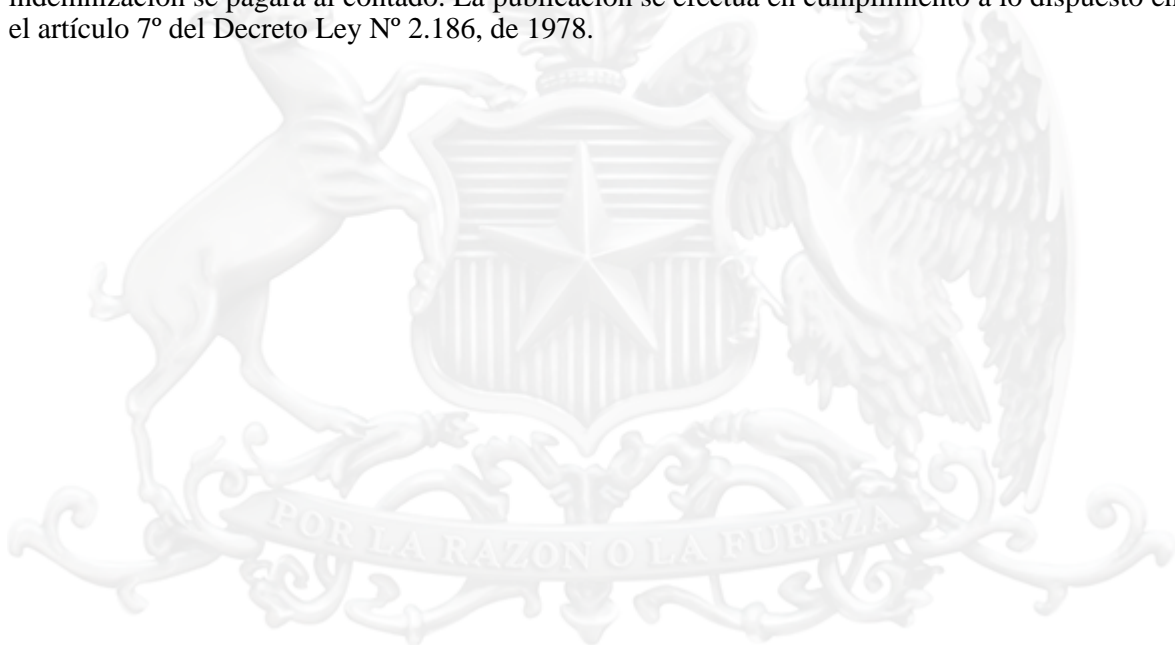 indemnización se pagará al contado. La publicación se efectúa en cumplimiento a lo dispuesto en
el artículo 7º del Decreto Ley Nº 2.186, de 1978.
POR LA RAZON O LA FUERZA